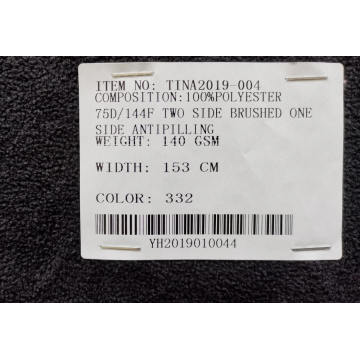 ITEM NO: TINA2019-004
COMPOSITION:100%POLYESTER
75D/144F TWO SIDE BRUSHED ONE
SIDE ANTIPILLING
WEIGHT: 140 GSM
WIDTH: 153 CM
COLOR: 332
YH2019010044